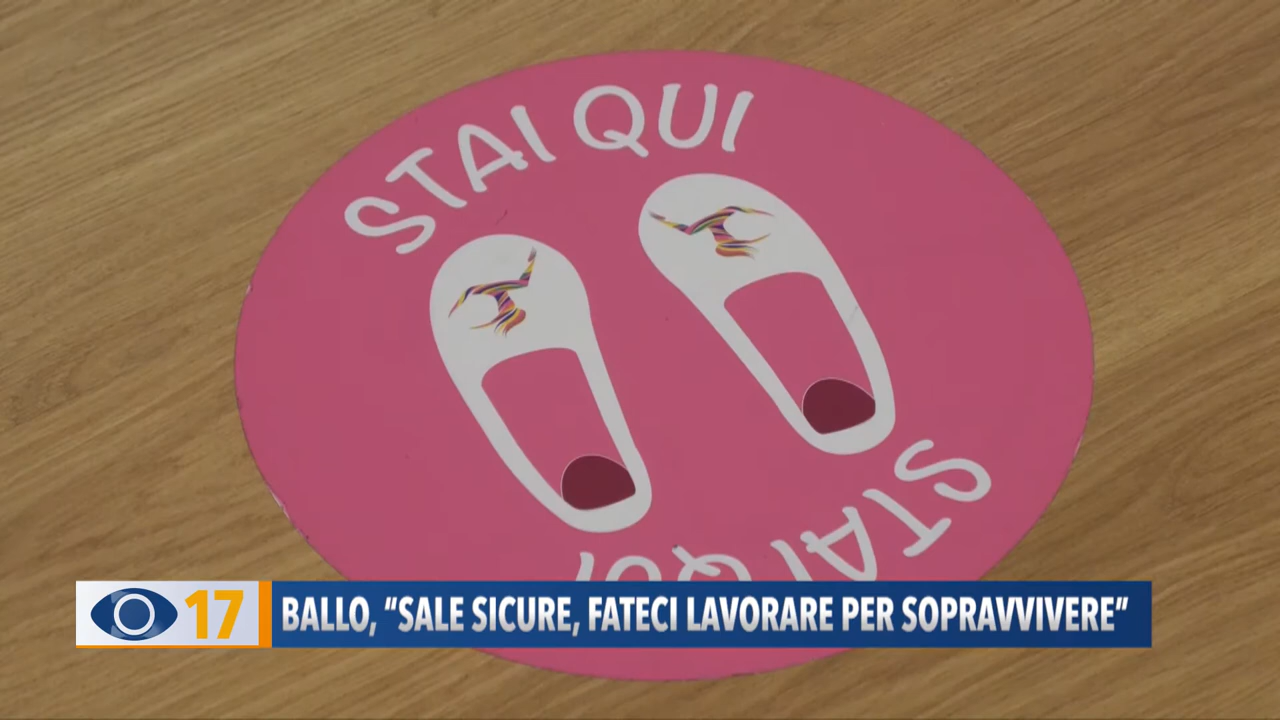 STAI QUI
STAI QUI
17
BALLO, “SALE SICURE, FATECI LAVORARE PER SOPRAVVIVERE”